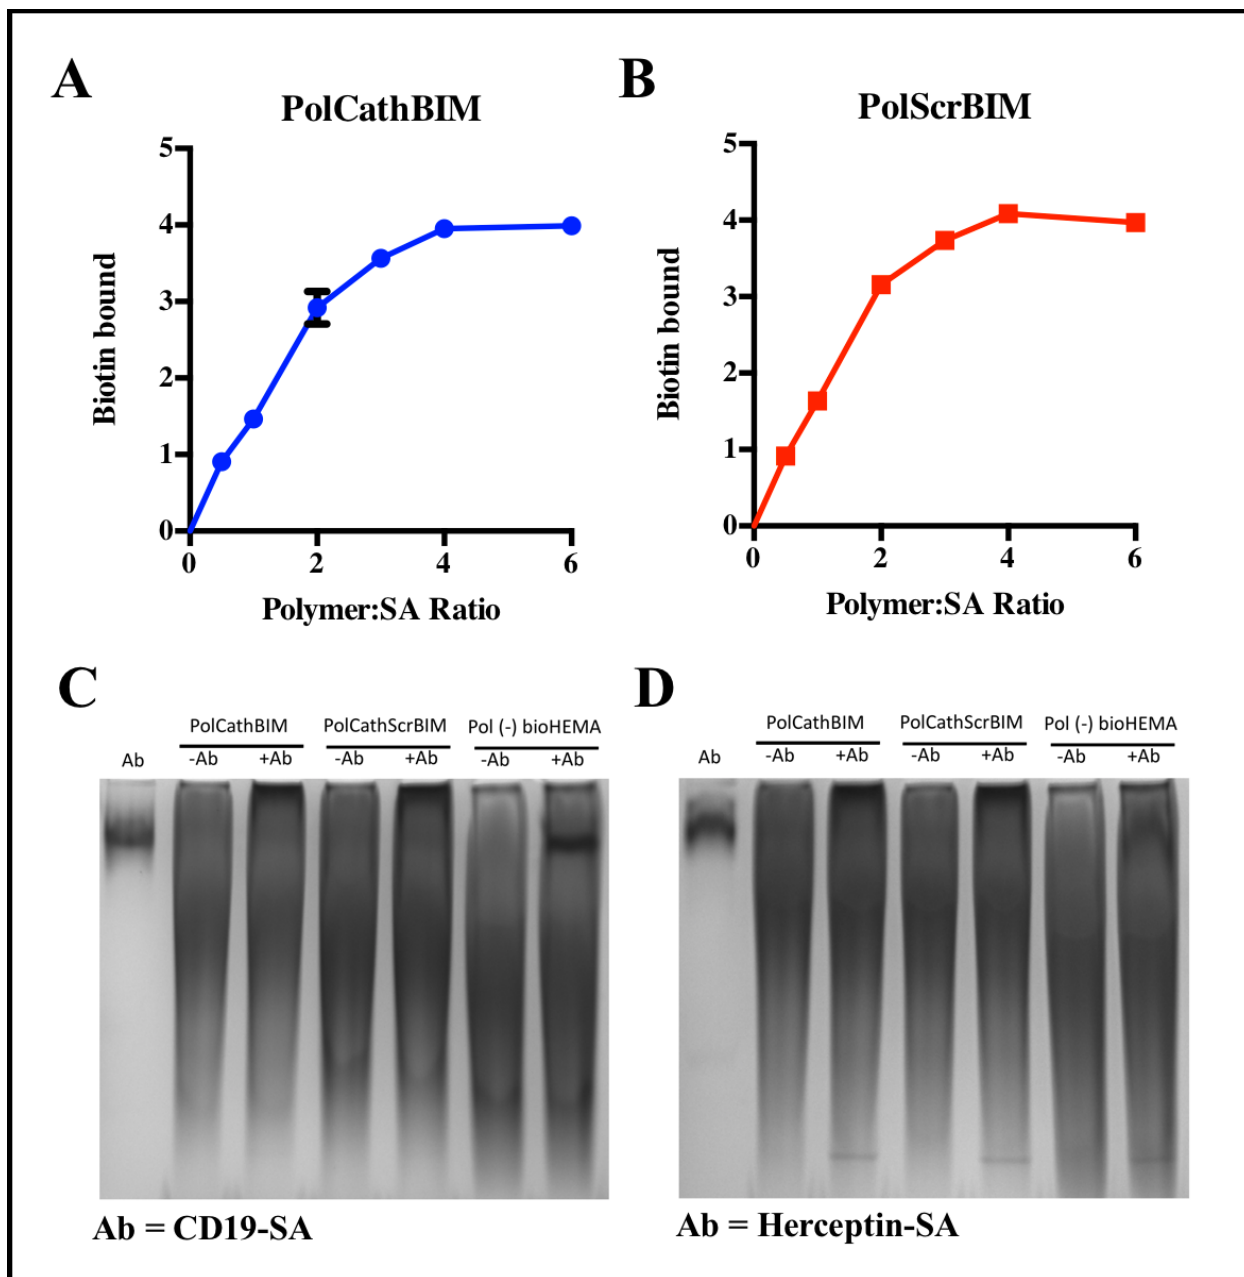 A
PolCathBIM
5
4
3
2
1
0
Biotin bound
0 2 4 6
Polymer:SA Ratio
B
PolScrBIM
5
4
3
2
1
0
Biotin bound
0 2 4 6
Polymer:SA Ratio
C
PolCathBIM PolCathScrBIM Pol (-) bioHEMA
Ab -Ab +Ab -Ab +Ab -Ab +Ab
Ab = CD19-SA
D
PolCathBIM PolCathScrBIM Pol (-) bioHEMA
Ab -Ab +Ab -Ab +Ab -Ab +Ab
Ab = Herceptin-SA